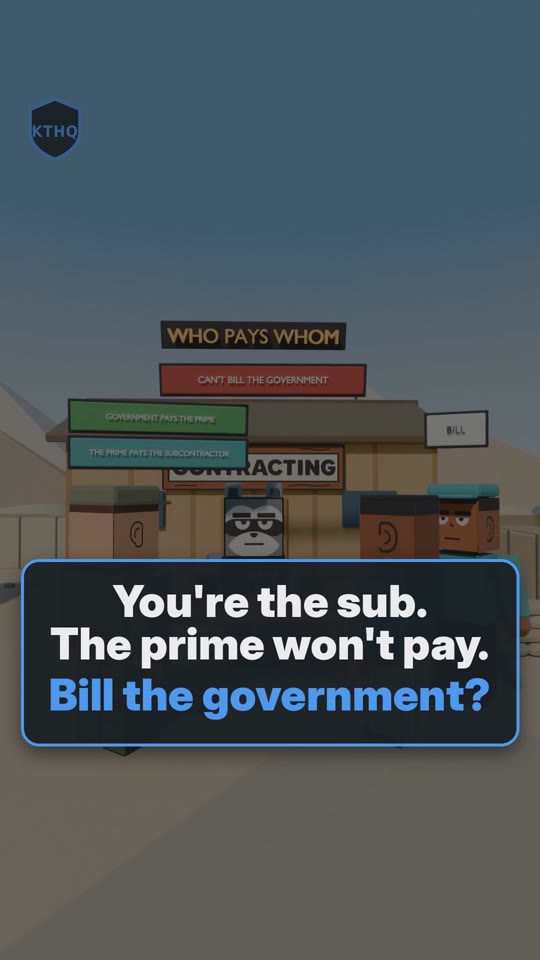 KTHQ
WHO PAYS WHOM
CAN'T BILL THE GOVERNMENT
GOVERNMENT PAYS THE PRIME
BILL
THE PRIME PAYS THE SUBCONTRACTOR
CONTRACTING
You're the sub.
The prime won't pay.
Bill the government?